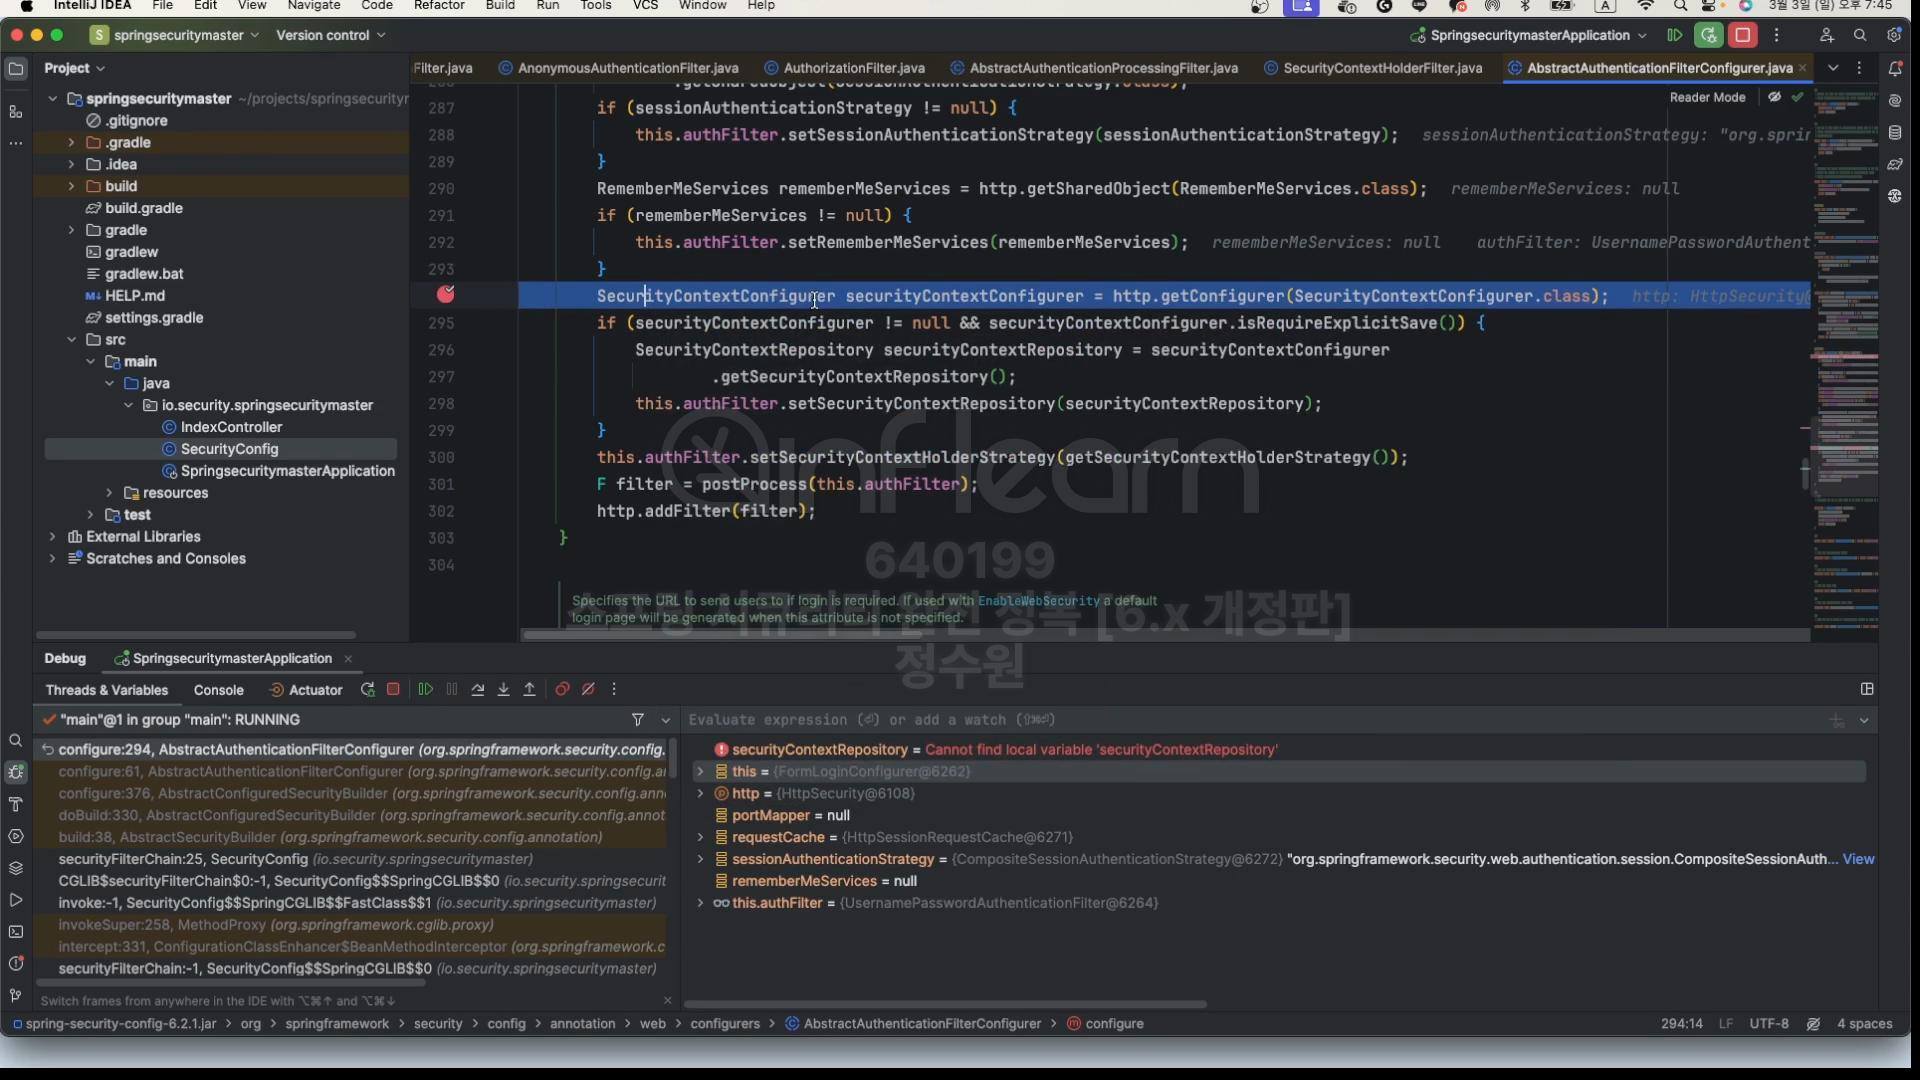 IntelliJ IDEA File Edit View Navigate Code Refactor Build Run Tools VCS Window Help 3월 3일 (일) 오후 7:45
springsecuritymaster Version control SpringsecuritymasterApplication
Project
Filter.java AnonymousAuthenticationFilter.java AuthorizationFilter.java AbstractAuthenticationProcessingFilter.java SecurityContextHolderFilter.java AbstractAuthenticationFilterConfigurer.java
Reader Mode
springsecuritymaster ~/projects/springsecurityr
.gitignore
.gradle
.idea
build
build.gradle
gradle
gradlew
gradlew.bat
HELP.md
settings.gradle
src
main
java
io.security.springsecuritymaster
IndexController
SecurityConfig
SpringsecuritymasterApplication
resources
test
External Libraries
Scratches and Consoles
.getSharedObject(SessionAuthenticationStrategy.class);
287 if (sessionAuthenticationStrategy != null) {
288 this.authFilter.setSessionAuthenticationStrategy(sessionAuthenticationStrategy); sessionAuthenticationStrategy: "org.sprir
289 }
290 RememberMeServices rememberMeServices = http.getSharedObject(RememberMeServices.class); rememberMeServices: null
291 if (rememberMeServices != null) {
292 this.authFilter.setRememberMeServices(rememberMeServices); rememberMeServices: null authFilter: UsernamePasswordAuthent
293 }
SecurityContextConfigurer securityContextConfigurer = http.getConfigurer(SecurityContextConfigurer.class); http: HttpSecurity@
295 if (securityContextConfigurer != null && securityContextConfigurer.isRequireExplicitSave()) {
296 SecurityContextRepository securityContextRepository = securityContextConfigurer
297 .getSecurityContextRepository();
298 this.authFilter.setSecurityContextRepository(securityContextRepository);
299 }
300 this.authFilter.setSecurityContextHolderStrategy(getSecurityContextHolderStrategy());
301 F filter = postProcess(this.authFilter);
302 http.addFilter(filter);
303 }
304
Specifies the URL to send users to if login is required. If used with EnableWebSecurity a default
login page will be generated when this attribute is not specified.
inflearn
640199
스프링 시큐리티 완전 정복 [6.x 개정판]
정수원
Debug SpringsecuritymasterApplication
Threads & Variables Console Actuator
"main"@1 in group "main": RUNNING
configure:294, AbstractAuthenticationFilterConfigurer (org.springframework.security.config.
configure:61, AbstractAuthenticationFilterConfigurer (org.springframework.security.config.ar
configure:376, AbstractConfiguredSecurityBuilder (org.springframework.security.config.anno
doBuild:330, AbstractConfiguredSecurityBuilder (org.springframework.security.config.annot
build:38, AbstractSecurityBuilder (org.springframework.security.config.annotation)
securityFilterChain:25, SecurityConfig (io.security.springsecuritymaster)
CGLIB$securityFilterChain$0:-1, SecurityConfig$$SpringCGLIB$$0 (io.security.springsecurit
invoke:-1, SecurityConfig$$SpringCGLIB$$FastClass$$1 (io.security.springsecuritymaster)
invokeSuper:258, MethodProxy (org.springframework.cglib.proxy)
intercept:331, ConfigurationClassEnhancer$BeanMethodInterceptor (org.springframework.c
securityFilterChain:-1, SecurityConfig$$SpringCGLIB$$0 (io.security.springsecuritymaster)
Switch frames from anywhere in the IDE with ⌥⌘↑ and ⌥⌘↓
Evaluate expression (⏎) or add a watch (⇧⌘⏎)
securityContextRepository = Cannot find local variable 'securityContextRepository'
this = {FormLoginConfigurer@6262}
http = {HttpSecurity@6108}
portMapper = null
requestCache = {HttpSessionRequestCache@6271}
sessionAuthenticationStrategy = {CompositeSessionAuthenticationStrategy@6272} "org.springframework.security.web.authentication.session.CompositeSessionAuth... View
rememberMeServices = null
this.authFilter = {UsernamePasswordAuthenticationFilter@6264}
spring-security-config-6.2.1.jar > org > springframework > security > config > annotation > web > configurers > AbstractAuthenticationFilterConfigurer > configure 294:14 LF UTF-8 4 spaces